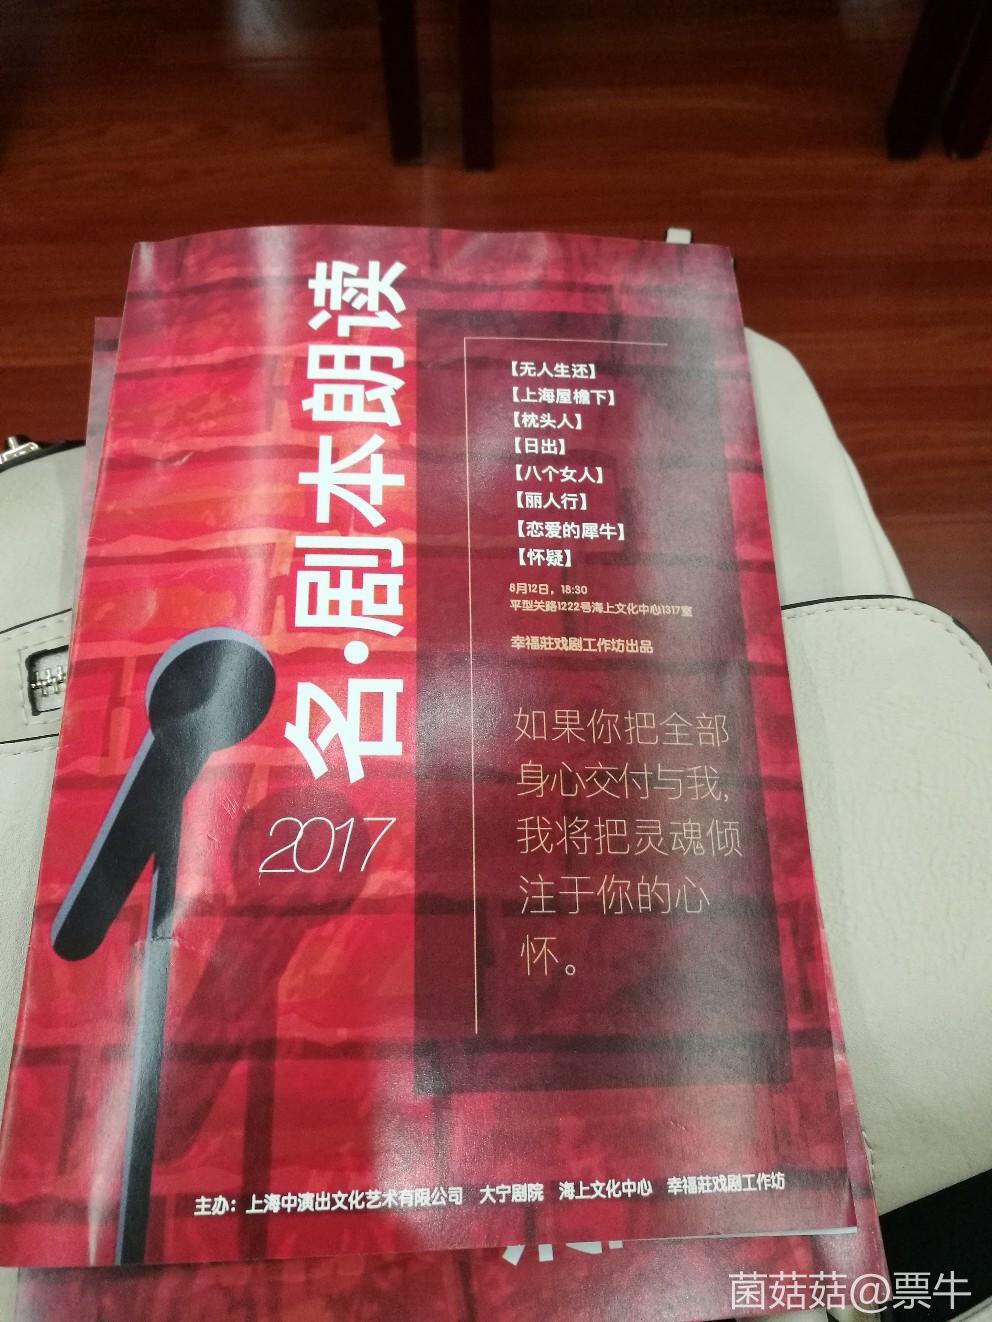 名·剧本朗读
2017
【无人生还】
【上海屋檐下】
【枕头人】
【日出】
【八个女人】
【丽人行】
【恋爱的犀牛】
【怀疑】
8月12日，18:30
平型关路1222号海上文化中心1317室
幸福莊戏剧工作坊出品
如果你把全部
身心交付与我，
我将把灵魂倾
注于你的心
怀。
主办：上海中演出文化艺术有限公司 大宁剧院 海上文化中心 幸福莊戏剧工作坊
菌菇菇@票牛